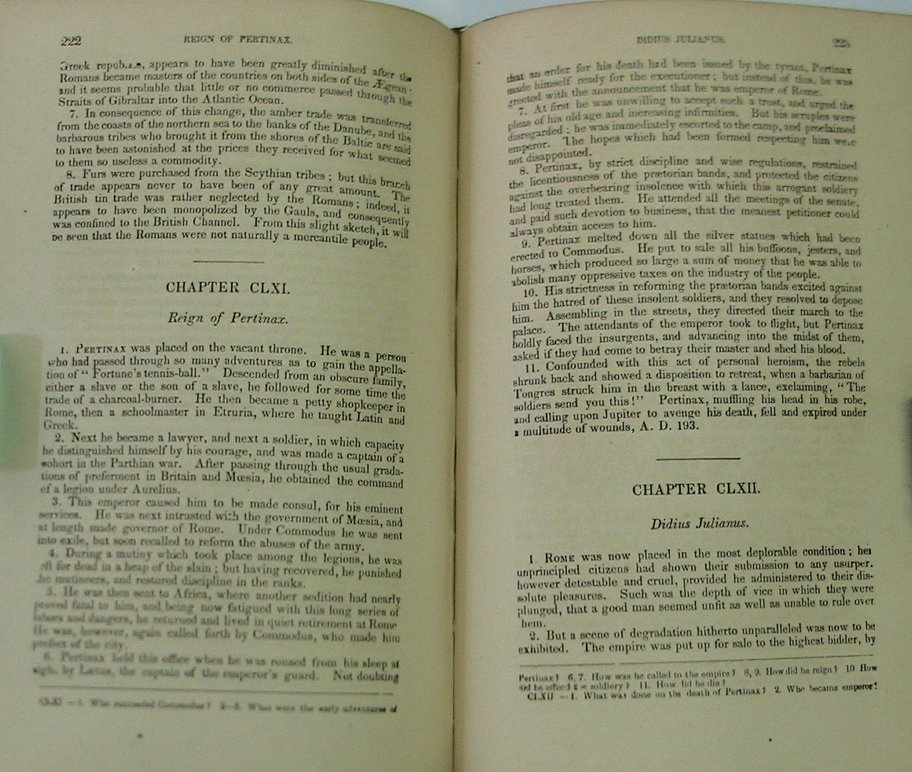 222
REIGN OF PERTINAX.
Greek repub..s, appears to have been greatly diminished after the
Romans became masters of the countries on both sides of the Ægean;
and it seems probable that little or no commerce passed through the
Straits of Gibraltar into the Atlantic Ocean.
7. In consequence of this change, the amber trade was transferred
from the coasts of the northern sea to the banks of the Danube, and the
barbarous tribes who brought it from the shores of the Baltic are said
to have been astonished at the prices they received for what seemed
to them so useless a commodity.
8. Furs were purchased from the Scythian tribes; but this branch
of trade appears never to have been of any great amount. The
British tin trade was rather neglected by the Romans; indeed, it
appears to have been monopolized by the Gauls, and consequently
was confined to the British Channel. From this slight sketch, it will
be seen that the Romans were not naturally a mercantile people.
CHAPTER CLXI.
Reign of Pertinax.
1. PERTINAX was placed on the vacant throne. He was a person
who had passed through so many adventures as to gain the appella-
tion of "Fortune's tennis-ball." Descended from an obscure family,
either a slave or the son of a slave, he followed for some time the
trade of a charcoal-burner. He then became a petty shopkeeper in
Rome, then a schoolmaster in Etruria, where he taught Latin and
Greek.
2. Next he became a lawyer, and next a soldier, in which capacity
he distinguished himself by his courage, and was made a captain of a
cohort in the Parthian war. After passing through the usual grada-
tions of preferment in Britain and Mœsia, he obtained the command
of a legion under Aurelius.
3. This emperor caused him to be made consul, for his eminent
services. He was next intrusted with the government of Mœsia, and
at length made governor of Rome. Under Commodus he was sent
into exile, but soon recalled to reform the abuses of the army.
4. During a mutiny which took place among the legions, he was
left for dead in a heap of the slain; but having recovered, he punished
the mutineers, and restored discipline in the ranks.
5. He was then sent to Africa, where another sedition had nearly
proved fatal to him, and being now fatigued with this long series of
labors and dangers, he returned and lived in quiet retirement at Rome
He was, however, again called forth by Commodus, who made him
prefect of the city.
6. Pertinax held this office when he was roused from his sleep at
nigh. by Lætus, the captain of the emperor's guard. Not doubting
CLXI.—1. Who succeeded Commodus? 2—5. What were the early adventures of
DIDIUS JULIANUS.
that an order for his death had been issued by the tyrant, Pertinax
made himself ready for the executioner; but instead of this, he was
greeted with the announcement that he was emperor of Rome.
7. At first he was unwilling to accept such a trust, and urged the
pleas of his old age and increasing infirmities. But his scruples were
disregarded; he was immediately escorted to the camp, and proclaimed
emperor. The hopes which had been formed respecting him were
not disappointed.
8. Pertinax, by strict discipline and wise regulations, restrained
the licentiousness of the prætorian bands, and protected the citizens
against the overbearing insolence with which this arrogant soldiery
had long treated them. He attended all the meetings of the senate,
and paid such devotion to business, that the meanest petitioner could
always obtain access to him.
9. Pertinax melted down all the silver statues which had been
erected to Commodus. He put to sale all his buffoons, jesters, and
horses, which produced so large a sum of money that he was able to
abolish many oppressive taxes on the industry of the people.
10. His strictness in reforming the prætorian bands excited against
him the hatred of these insolent soldiers, and they resolved to depose
him. Assembling in the streets, they directed their march to the
palace. The attendants of the emperor took to flight, but Pertinax
boldly faced the insurgents, and advancing into the midst of them,
asked if they had come to betray their master and shed his blood.
11. Confounded with this act of personal heroism, the rebels
shrunk back and showed a disposition to retreat, when a barbarian of
Tongres struck him in the breast with a lance, exclaiming, "The
soldiers send you this!" Pertinax, muffling his head in his robe,
and calling upon Jupiter to avenge his death, fell and expired under
a multitude of wounds, A. D. 193.
CHAPTER CLXII.
Didius Julianus.
1. ROME was now placed in the most deplorable condition; her
unprincipled citizens had shown their submission to any usurper,
however detestable and cruel, provided he administered to their dis-
solute pleasures. Such was the depth of vice in which they were
plunged, that a good man seemed unfit as well as unable to rule over
hem.
2. But a scene of degradation hitherto unparalleled was now to be
exhibited. The empire was put up for sale to the highest bidder, by
Pertinax? 6, 7. How was he called to the empire? 8, 9. How did he reign? 10 How
did he offend soldiery? 11. How did he die?
CLXII—1. What was done on the death of Pertinax? 2. Who became emperor?